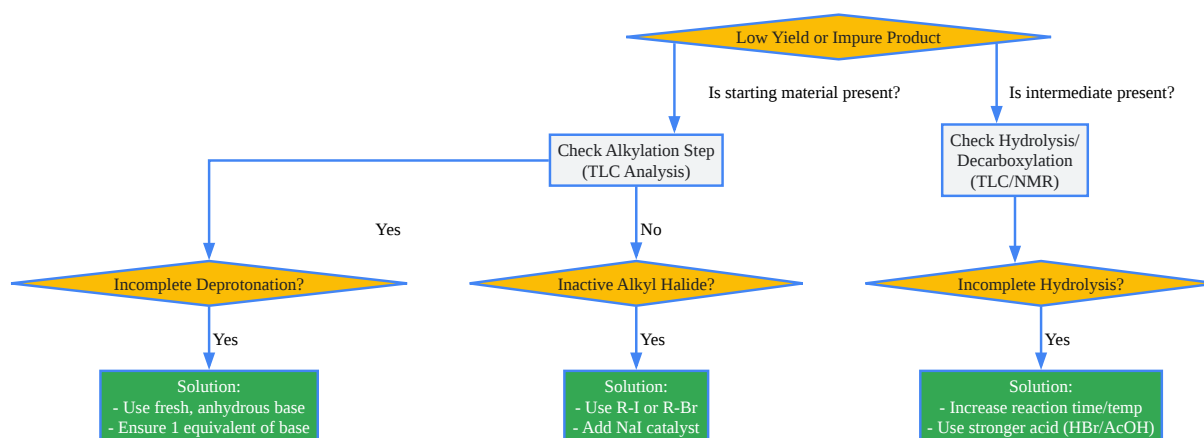 Low Yield or Impure Product
Is starting material present?
Is intermediate present?
Check Alkylation Step
(TLC Analysis)
Check Hydrolysis/
Decarboxylation
(TLC/NMR)
Yes
No
Incomplete Deprotonation?
Inactive Alkyl Halide?
Incomplete Hydrolysis?
Yes
Yes
Yes
Solution:
- Use fresh, anhydrous base
- Ensure 1 equivalent of base
Solution:
- Use R-I or R-Br
- Add NaI catalyst
Solution:
- Increase reaction time/temp
- Use stronger acid (HBr/AcOH)